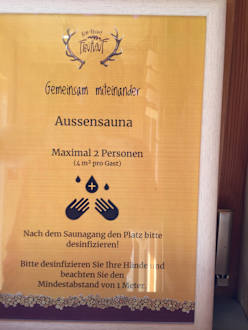 Gemeinsam miteinander
Aussensauna
Maximal 2 Personen
(4 m² pro Gast)
Nach dem Saunagang den Platz bitte
desinfizieren!
Bitte desinfizieren Sie Ihre Hände und
beachten Sie den
Mindestabstand von 1 Meter.